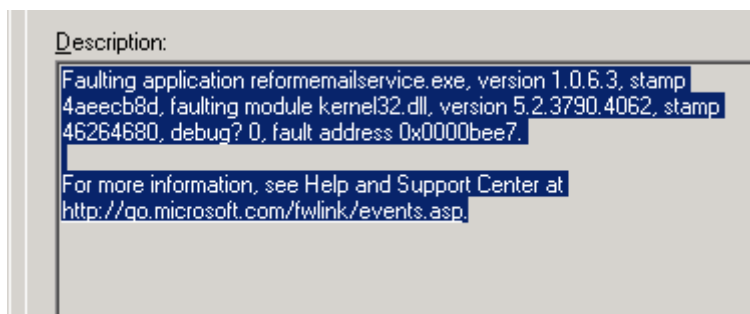 Description:
Faulting application reformemailservice.exe, version 1.0.6.3, stamp
4aeecb8d, faulting module kernel32.dll, version 5.2.3790.4062, stamp
46264680, debug? 0, fault address 0x0000bee7.
For more information, see Help and Support Center at
http://go.microsoft.com/fwlink/events.asp.